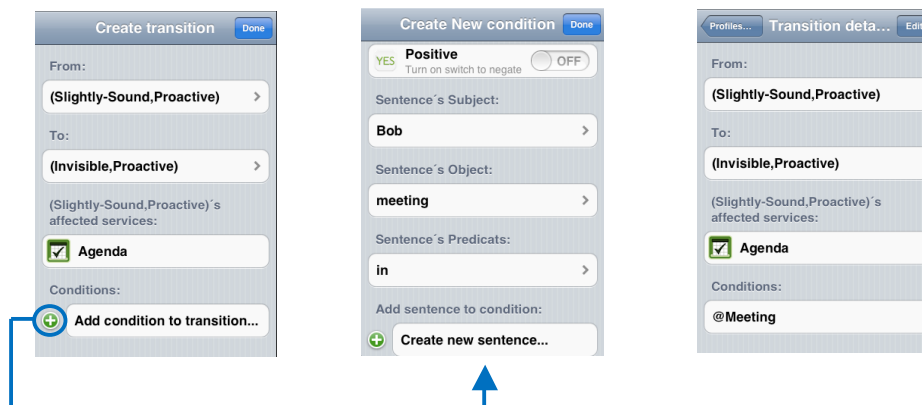 Create transition
Done
From:
(Slightly-Sound,Proactive)
To:
(Invisible,Proactive)
(Slightly-Sound,Proactive)´s
affected services:
Agenda
Conditions:
Add condition to transition...
Create New condition
Done
YES
Positive
Turn on switch to negate
OFF
Sentence´s Subject:
Bob
Sentence´s Object:
meeting
Sentence´s Predicats:
in
Add sentence to condition:
Create new sentence...
Profiles...
Transition deta...
Edit
From:
(Slightly-Sound,Proactive)
To:
(Invisible,Proactive)
(Slightly-Sound,Proactive)´s
affected services:
Agenda
Conditions:
@Meeting